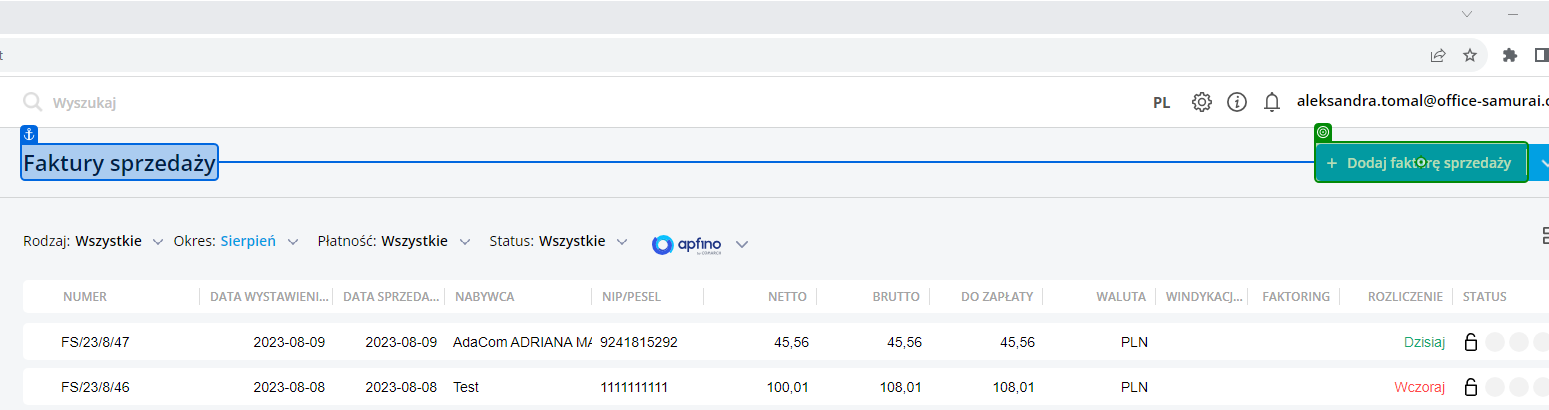 t
Wyszukaj PL aleksandra.tomal@office-samurai.c
Faktury sprzedaży + Dodaj fakturę sprzedaży
Rodzaj: Wszystkie Okres: Sierpień Płatność: Wszystkie Status: Wszystkie apfino by COMARCH
NUMER DATA WYSTAWIENI... DATA SPRZEDA... NABYWCA NIP/PESEL NETTO BRUTTO DO ZAPŁATY WALUTA WINDYKACJ... FAKTORING ROZLICZENIE STATUS
FS/23/8/47 2023-08-09 2023-08-09 AdaCom ADRIANA MA 9241815292 45,56 45,56 45,56 PLN Dzisiaj
FS/23/8/46 2023-08-08 2023-08-08 Test 1111111111 100,01 108,01 108,01 PLN Wczoraj